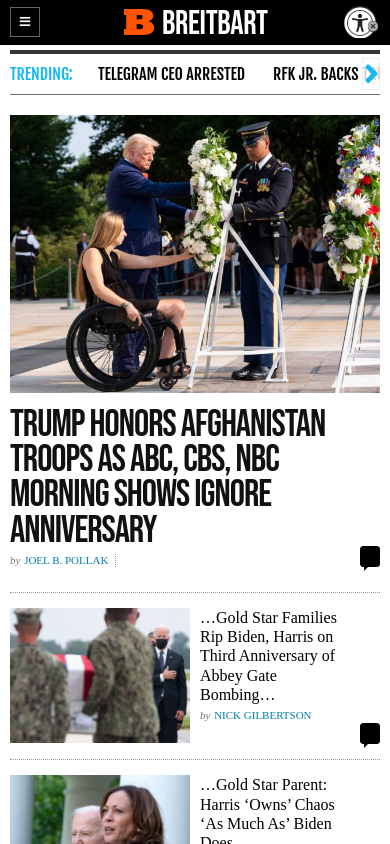 BREITBART
TRENDING:
TELEGRAM CEO ARRESTED
RFK JR. BACKS
TRUMP HONORS AFGHANISTAN
TROOPS AS ABC, CBS, NBC
MORNING SHOWS IGNORE
ANNIVERSARY
by JOEL B. POLLAK
…Gold Star Families
Rip Biden, Harris on
Third Anniversary of
Abbey Gate
Bombing…
by NICK GILBERTSON
…Gold Star Parent:
Harris ‘Owns’ Chaos
‘As Much As’ Biden
Does